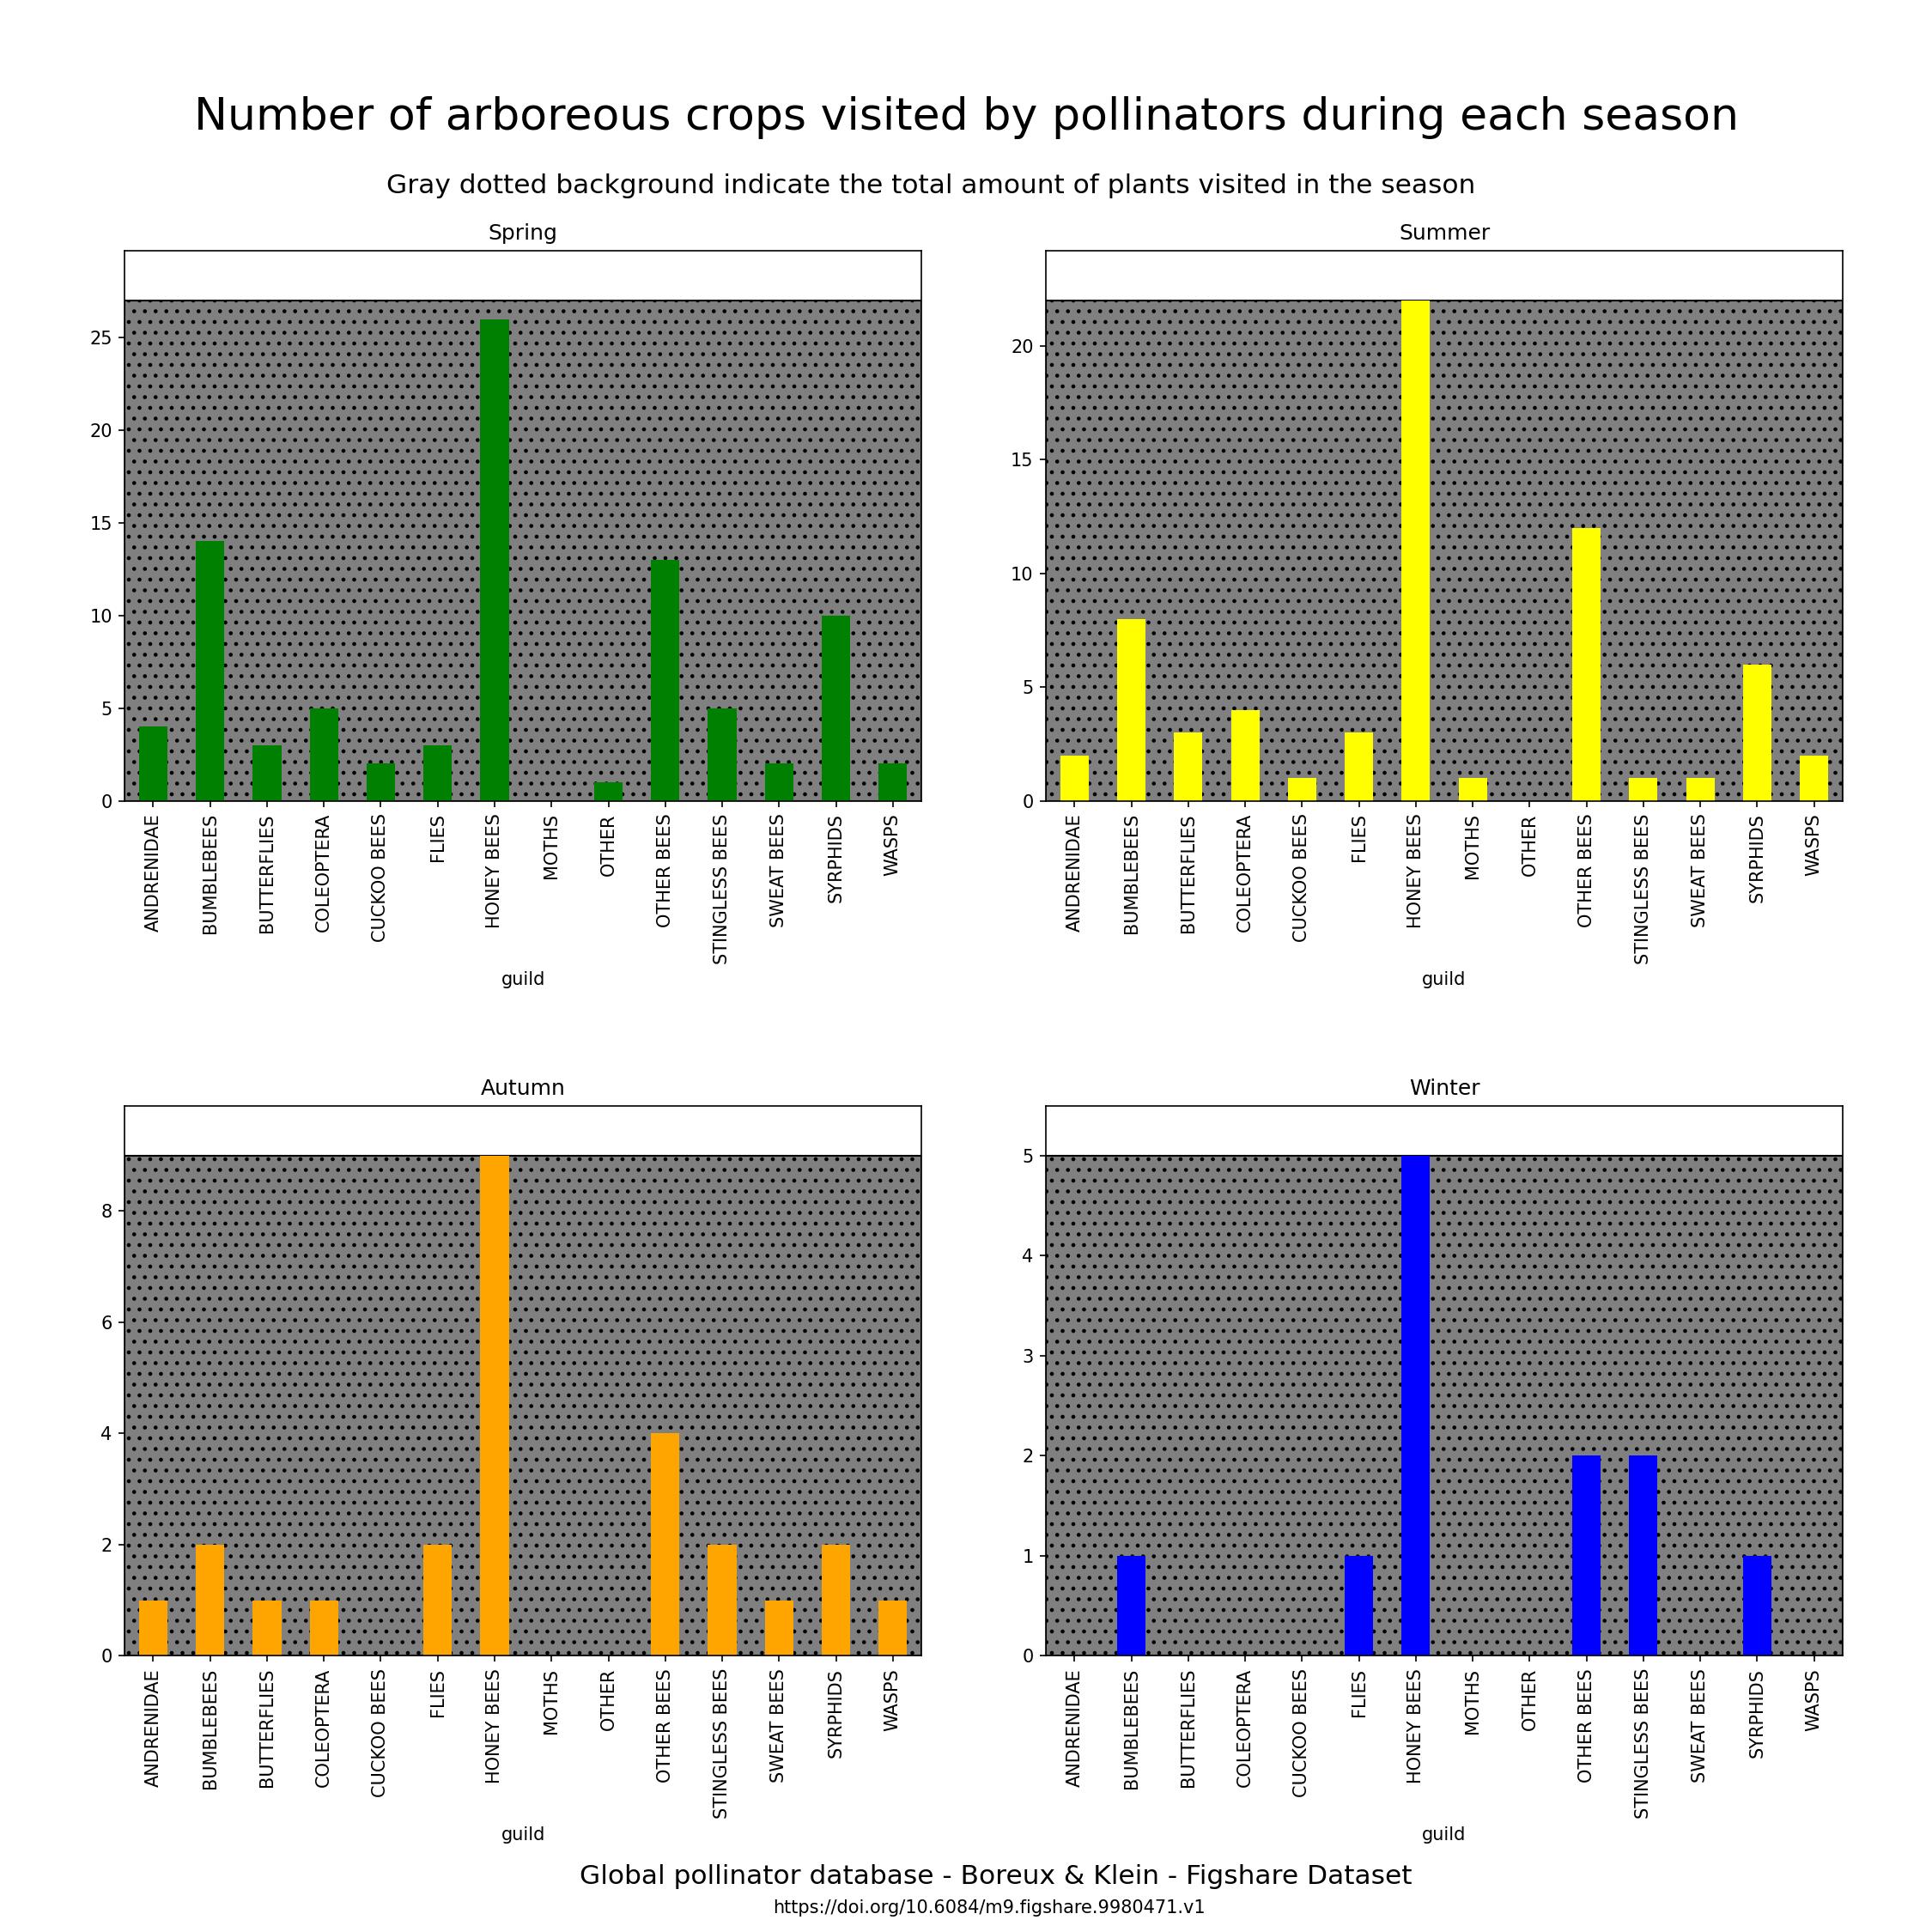 Number of arboreous crops visited by pollinators during each season
Gray dotted background indicate the total amount of plants visited in the season
Spring
25
20
15
10
5
0
ANDRENIDAE
BUMBLEBEES
BUTTERFLIES
COLEOPTERA
CUCKOO BEES
FLIES
HONEY BEES
MOTHS
OTHER
OTHER BEES
STINGLESS BEES
SWEAT BEES
SYRPHIDS
WASPS
guild
Summer
20
15
10
5
0
ANDRENIDAE
BUMBLEBEES
BUTTERFLIES
COLEOPTERA
CUCKOO BEES
FLIES
HONEY BEES
MOTHS
OTHER
OTHER BEES
STINGLESS BEES
SWEAT BEES
SYRPHIDS
WASPS
guild
Autumn
8
6
4
2
0
ANDRENIDAE
BUMBLEBEES
BUTTERFLIES
COLEOPTERA
CUCKOO BEES
FLIES
HONEY BEES
MOTHS
OTHER
OTHER BEES
STINGLESS BEES
SWEAT BEES
SYRPHIDS
WASPS
guild
Winter
5
4
3
2
1
0
ANDRENIDAE
BUMBLEBEES
BUTTERFLIES
COLEOPTERA
CUCKOO BEES
FLIES
HONEY BEES
MOTHS
OTHER
OTHER BEES
STINGLESS BEES
SWEAT BEES
SYRPHIDS
WASPS
guild
Global pollinator database - Boreux & Klein - Figshare Dataset
https://doi.org/10.6084/m9.figshare.9980471.v1